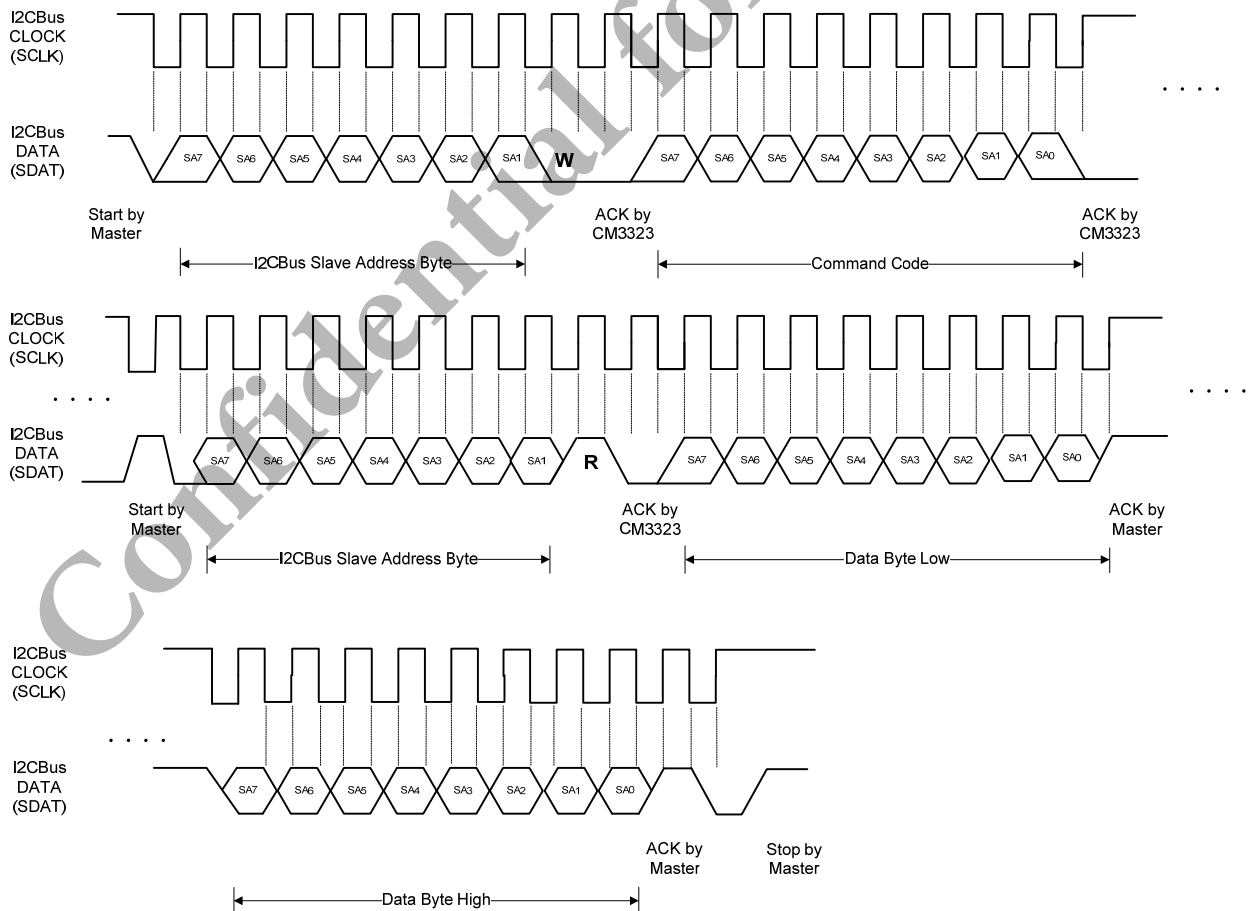 I2CBus
CLOCK
(SCLK)
. . . .
I2CBus
DATA
(SDAT)
SA7 SA6 SA5 SA4 SA3 SA2 SA1 W SA7 SA6 SA5 SA4 SA3 SA2 SA1 SA0
Start by
Master
ACK by
CM3323
ACK by
CM3323
I2CBus Slave Address Byte
Command Code
I2CBus
CLOCK
(SCLK)
. . . .
. . . .
I2CBus
DATA
(SDAT)
SA7 SA6 SA5 SA4 SA3 SA2 SA1 R SA7 SA6 SA5 SA4 SA3 SA2 SA1 SA0
Start by
Master
ACK by
CM3323
ACK by
Master
I2CBus Slave Address Byte
Data Byte Low
I2CBus
CLOCK
(SCLK)
. . . .
I2CBus
DATA
(SDAT)
SA7 SA6 SA5 SA4 SA3 SA2 SA1 SA0
ACK by
Master
Stop by
Master
Data Byte High
Confidential for